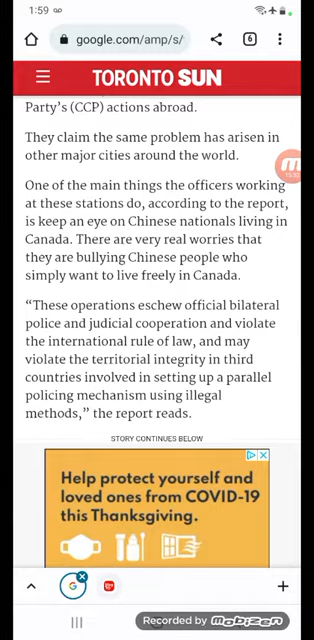 1:59
google.com/amp/s/
6
TORONTO SUN
Party's (CCP) actions abroad.
They claim the same problem has arisen in
other major cities around the world.
One of the main things the officers working
at these stations do, according to the report,
is keep an eye on Chinese nationals living in
Canada. There are very real worries that
they are bullying Chinese people who
simply want to live freely in Canada.
“These operations eschew official bilateral
police and judicial cooperation and violate
the international rule of law, and may
violate the territorial integrity in third
countries involved in setting up a parallel
policing mechanism using illegal
methods,” the report reads.
STORY CONTINUES BELOW
Help protect yourself and
loved ones from COVID-19
this Thanksgiving.
Recorded by mobizen